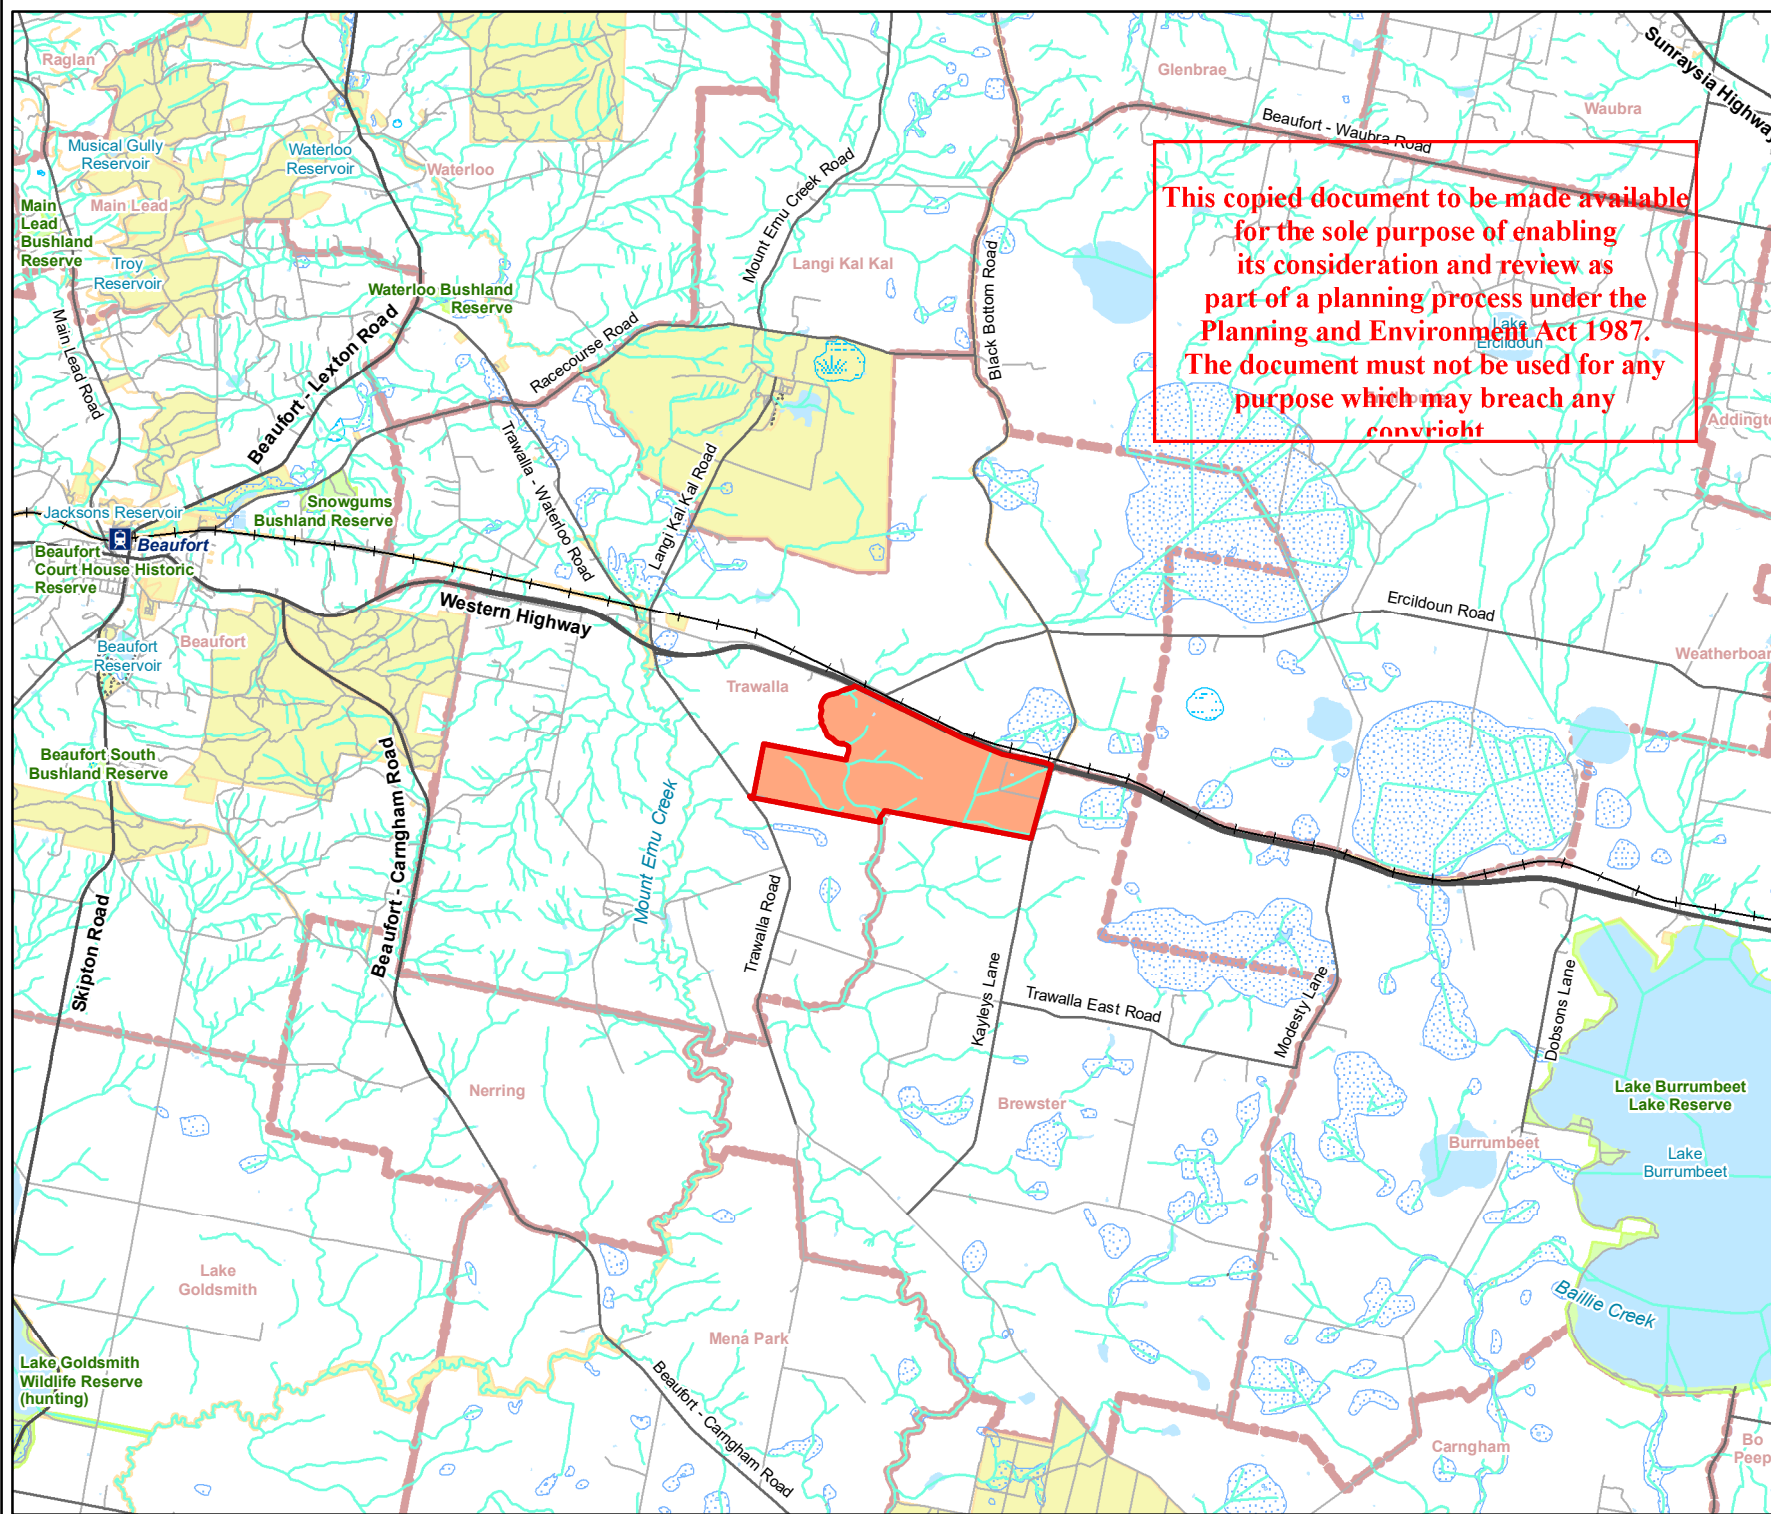 Raglan
Glenbrae
Sunraysia Highway
Waubra
Beaufort - Waubra Road
Musical Gully
Reservoir
Waterloo
Reservoir
Waterloo
Mount Emu Creek Road
This copied document to be made available
for the sole purpose of enabling
its consideration and review as
part of a planning process under the
Planning and Environment Act 1987.
The document must not be used for any
purpose which may breach any
copyright
Lake
Ercildoun
Main
Lead
Bushland
Reserve
Main Lead
Troy
Reservoir
Langi Kal Kal
Black Bottom Road
Waterloo Bushland
Reserve
Main Lead Road
Beaufort - Lexton Road
Racecourse Road
Trawalla - Waterloo Road
Langi Kal Kal Road
Snowgums
Bushland Reserve
Jacksons Reservoir
Beaufort
Beaufort
Court House Historic
Reserve
Western Highway
Ercildoun Road
Beaufort
Beaufort
Reservoir
Trawalla
Beaufort South
Bushland Reserve
Beaufort - Carngham Road
Mount Emu Creek
Skipton Road
Trawalla Road
Kayleys Lane
Trawalla East Road
Modesty Lane
Dobsons Lane
Nerring
Brewster
Burrumbeet
Lake Burrumbeet
Lake Reserve
Lake
Burrumbeet
Baillie Creek
Lake
Goldsmith
Mena Park
Lake Goldsmith
Wildlife Reserve
(hunting)
Beaufort - Carngham Road
Carngham
Bo
Peep